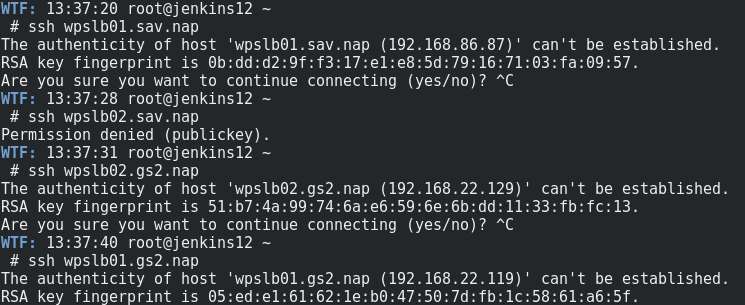 WTF: 13:37:20 root@jenkins12 ~
# ssh wpslb01.sav.nap
The authenticity of host 'wpslb01.sav.nap (192.168.86.87)' can't be established.
RSA key fingerprint is 0b:dd:d2:9f:f3:17:e1:e8:5d:79:16:71:03:fa:09:57.
Are you sure you want to continue connecting (yes/no)? ^C
WTF: 13:37:28 root@jenkins12 ~
# ssh wpslb02.sav.nap
Permission denied (publickey).
WTF: 13:37:31 root@jenkins12 ~
# ssh wpslb02.gs2.nap
The authenticity of host 'wpslb02.gs2.nap (192.168.22.129)' can't be established.
RSA key fingerprint is 51:b7:4a:99:74:6a:e6:59:6e:6b:dd:11:33:fb:fc:13.
Are you sure you want to continue connecting (yes/no)? ^C
WTF: 13:37:40 root@jenkins12 ~
# ssh wpslb01.gs2.nap
The authenticity of host 'wpslb01.gs2.nap (192.168.22.119)' can't be established.
RSA key fingerprint is 05:ed:e1:61:62:1e:b0:47:50:7d:fb:1c:58:61:a6:5f.